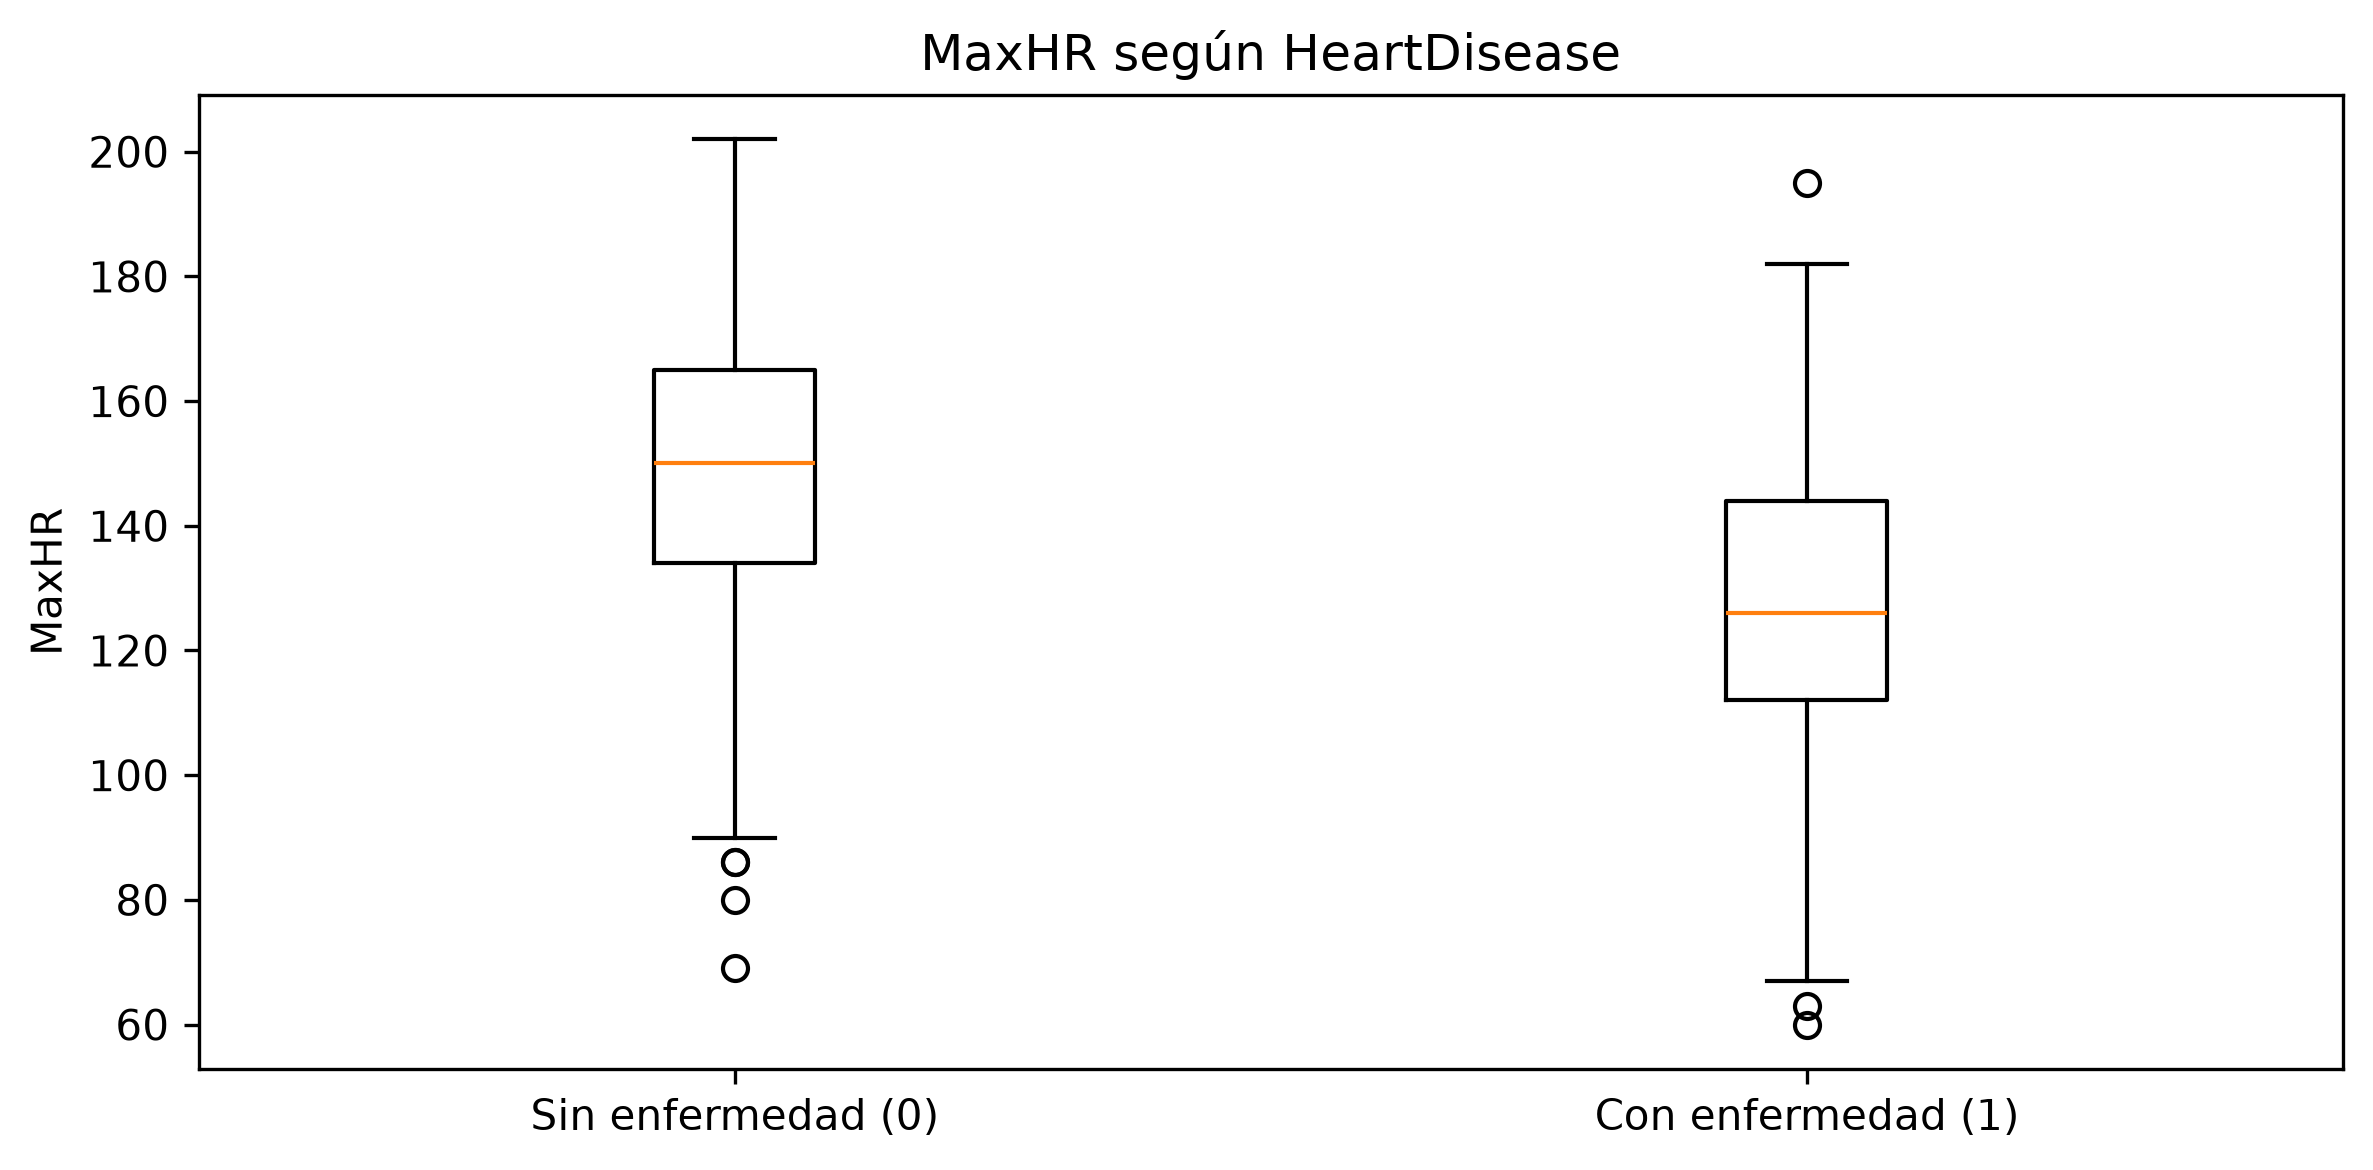 MaxHR según HeartDisease
MaxHR
200
180
160
140
120
100
80
60
Sin enfermedad (0)
Con enfermedad (1)